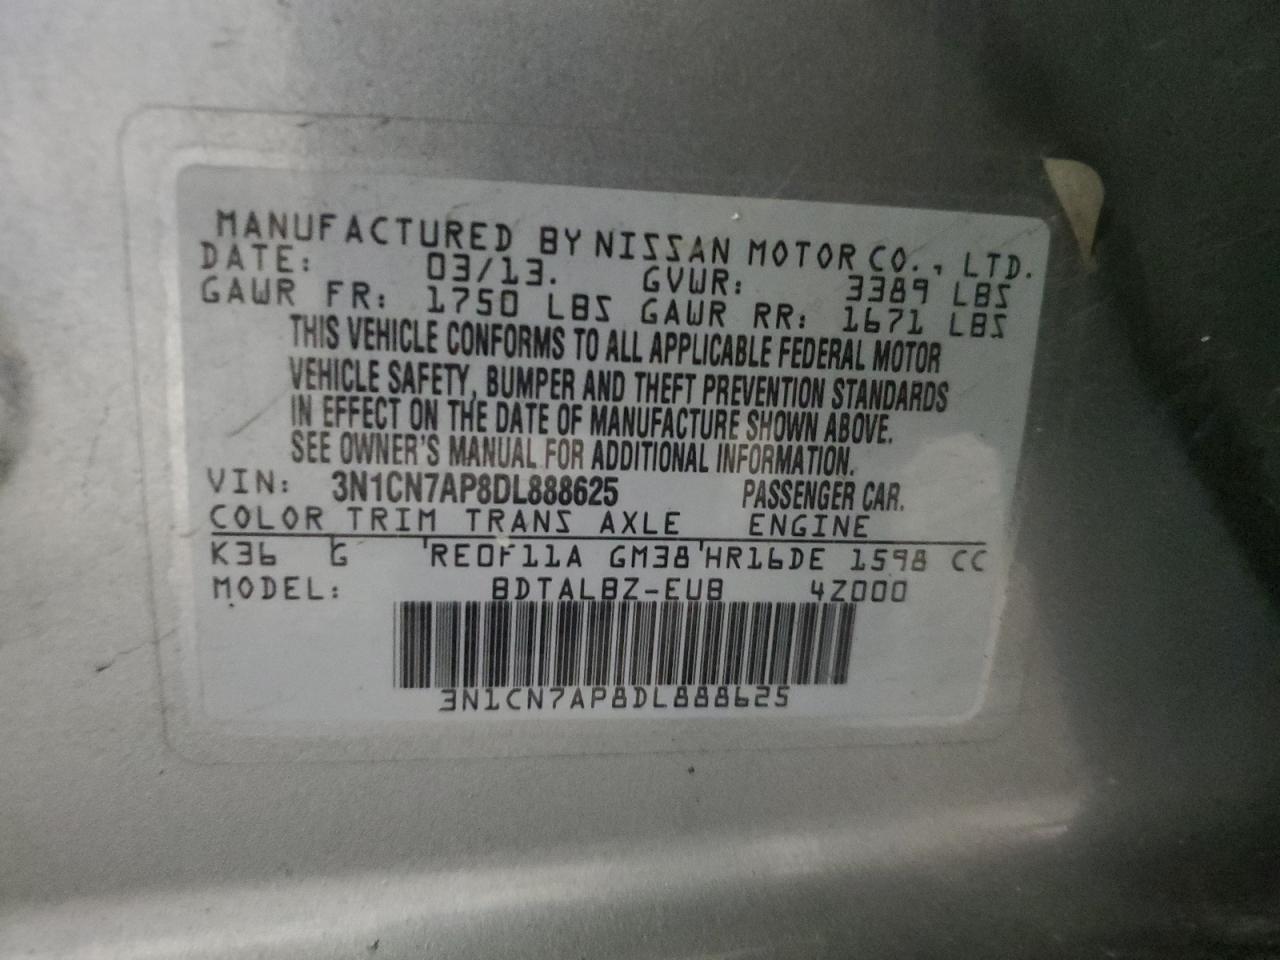 MANUFACTURED BY NISSAN MOTOR CO., LTD.
DATE: 03/13. GVWR: 3389 LBS
GAWR FR: 1750 LBS GAWR RR: 1671 LBS
THIS VEHICLE CONFORMS TO ALL APPLICABLE FEDERAL MOTOR
VEHICLE SAFETY, BUMPER AND THEFT PREVENTION STANDARDS
IN EFFECT ON THE DATE OF MANUFACTURE SHOWN ABOVE.
SEE OWNER'S MANUAL FOR ADDITIONAL INFORMATION.
VIN: 3N1CN7AP8DL888625 PASSENGER CAR.
COLOR TRIM TRANS AXLE ENGINE
K36 G RE0F11A GM38 HR16DE 1598 CC
MODEL: BDTALBZ-EUB 4Z000
3N1CN7AP8DL888625